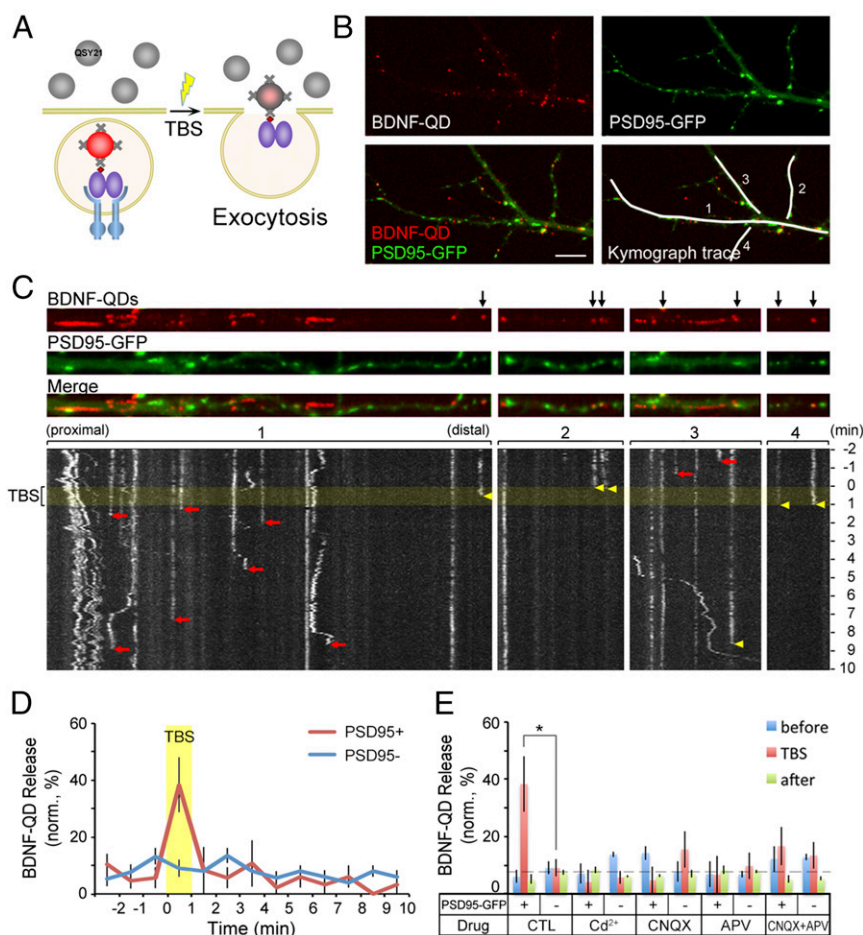 A
QSY21
TBS
Exocytosis
B
BDNF-QD
PSD95-GFP
BDNF-QD
PSD95-GFP
1
2
3
4
Kymograph trace
C
BDNF-QDs
PSD95-GFP
Merge
(proximal) 1 (distal) 2 3 4 (min)
TBS
-2
-1
0
1
2
3
4
5
6
7
8
9
10
D
BDNF-QD Release
(norm., %)
60
40
20
0
TBS
PSD95+
PSD95-
-2 -1 0 1 2 3 4 5 6 7 8 9 10
Time (min)
E
BDNF-QD Release
(norm., %)
60
40
20
0
*
before
TBS
after
PSD95-GFP + - + - + - + - + -
Drug CTL Cd2+ CNQX APV CNQX+APV